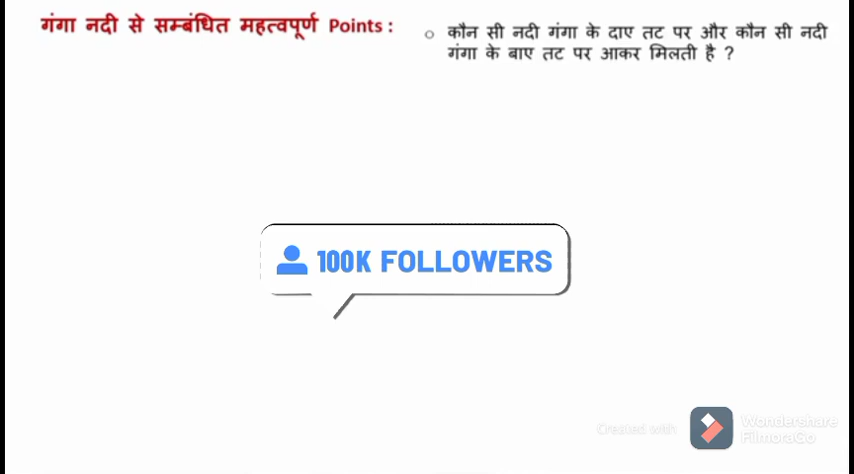 गंगा नदी से सम्बंधित महत्वपूर्ण Points :
○ कौन सी नदी गंगा के दाए तट पर और कौन सी नदी
गंगा के बाए तट पर आकर मिलती है ?
100K FOLLOWERS
Created with
Wondershare
FilmoraGo